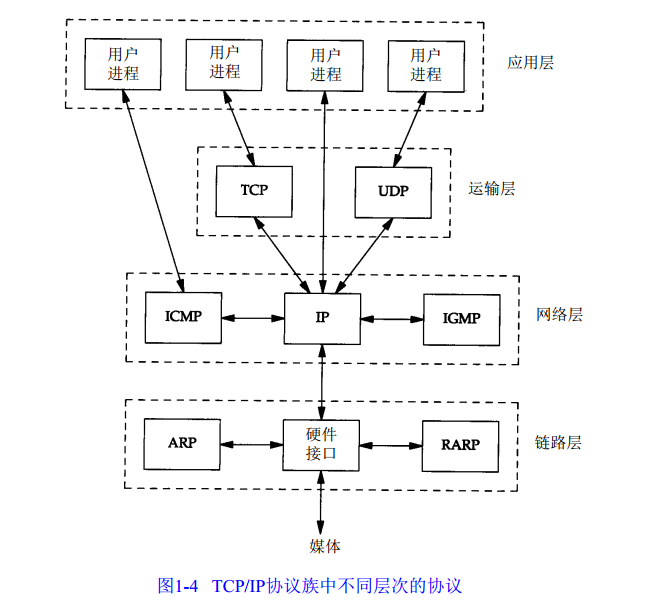 用户
进程
用户
进程
用户
进程
用户
进程
应用层
TCP
UDP
运输层
ICMP
IP
IGMP
网络层
ARP
硬件
接口
RARP
链路层
媒体
图1-4 TCP/IP协议族中不同层次的协议